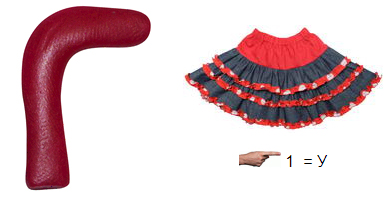 1 = У